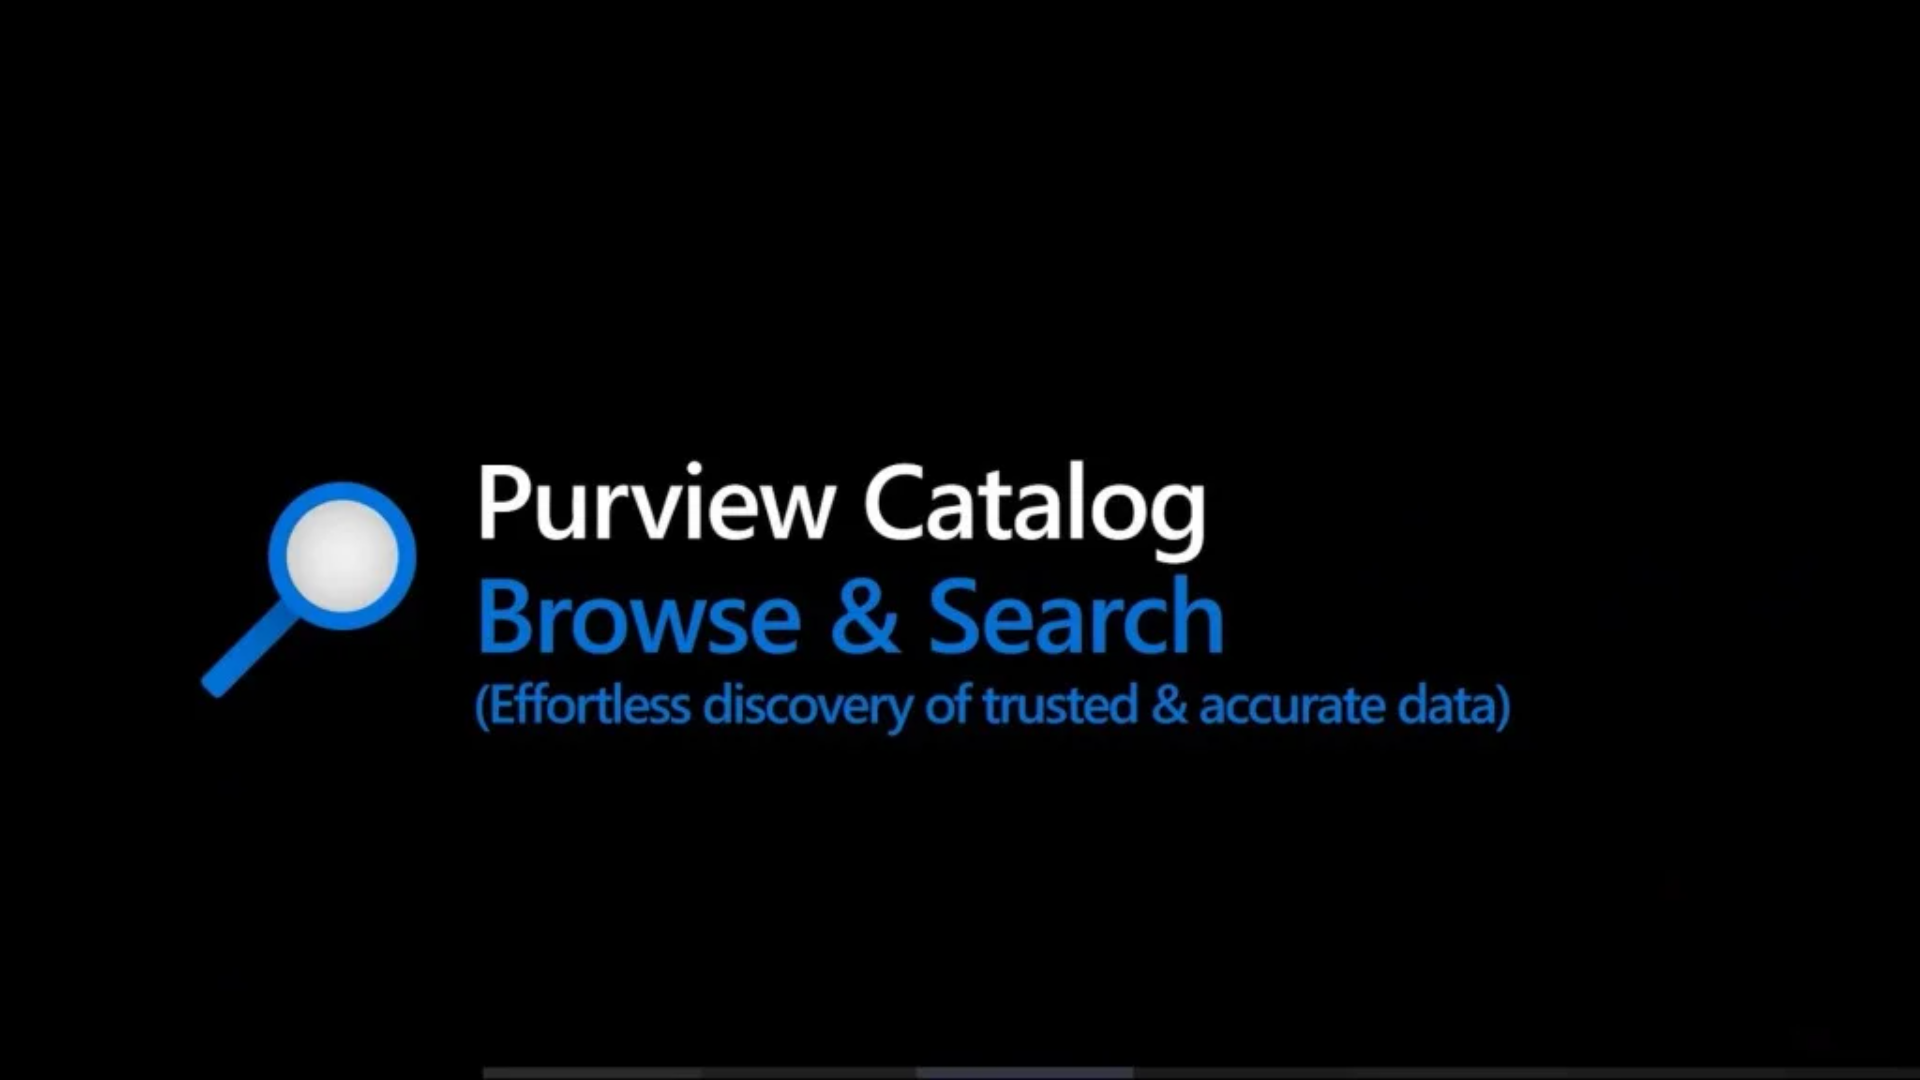 Purview Catalog
Browse & Search
(Effortless discovery of trusted & accurate data)